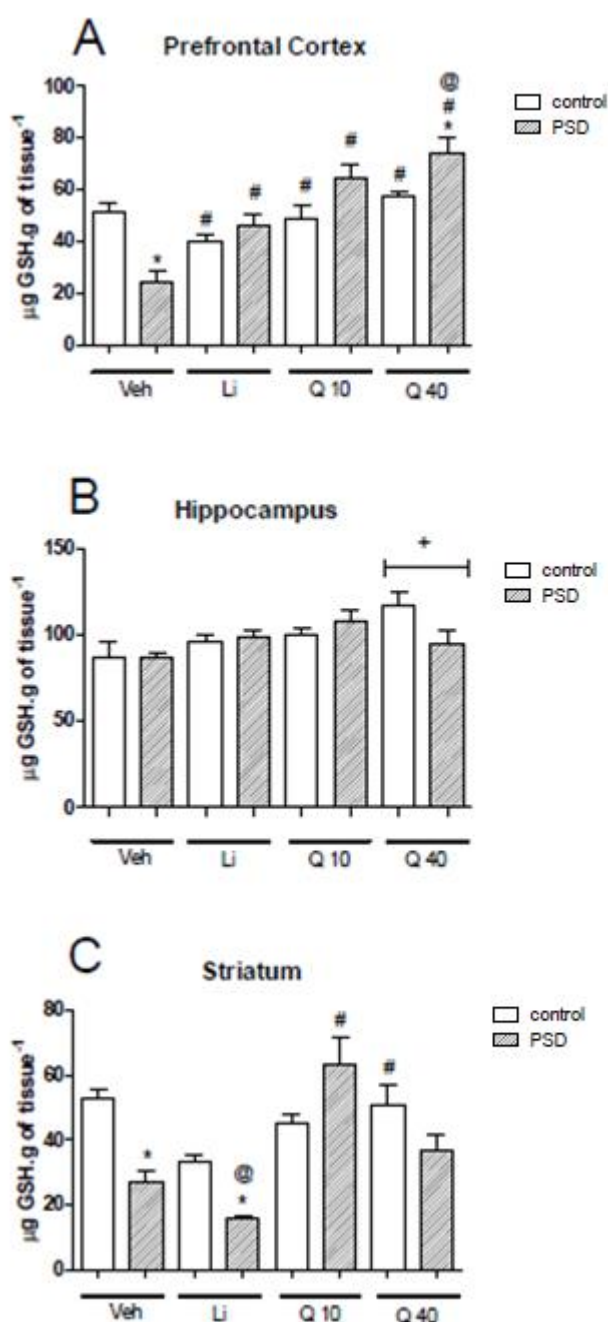 A
Prefrontal Cortex
µg GSH.g of tissue-1
100
80
60
40
20
0
*
#
#
#
#
#
@
#
*
Veh
Li
Q 10
Q 40
control
PSD
B
Hippocampus
µg GSH.g of tissue-1
150
100
50
0
+
Veh
Li
Q 10
Q 40
control
PSD
C
Striatum
µg GSH.g of tissue-1
80
60
40
20
0
*
@
*
#
#
Veh
Li
Q 10
Q 40
control
PSD